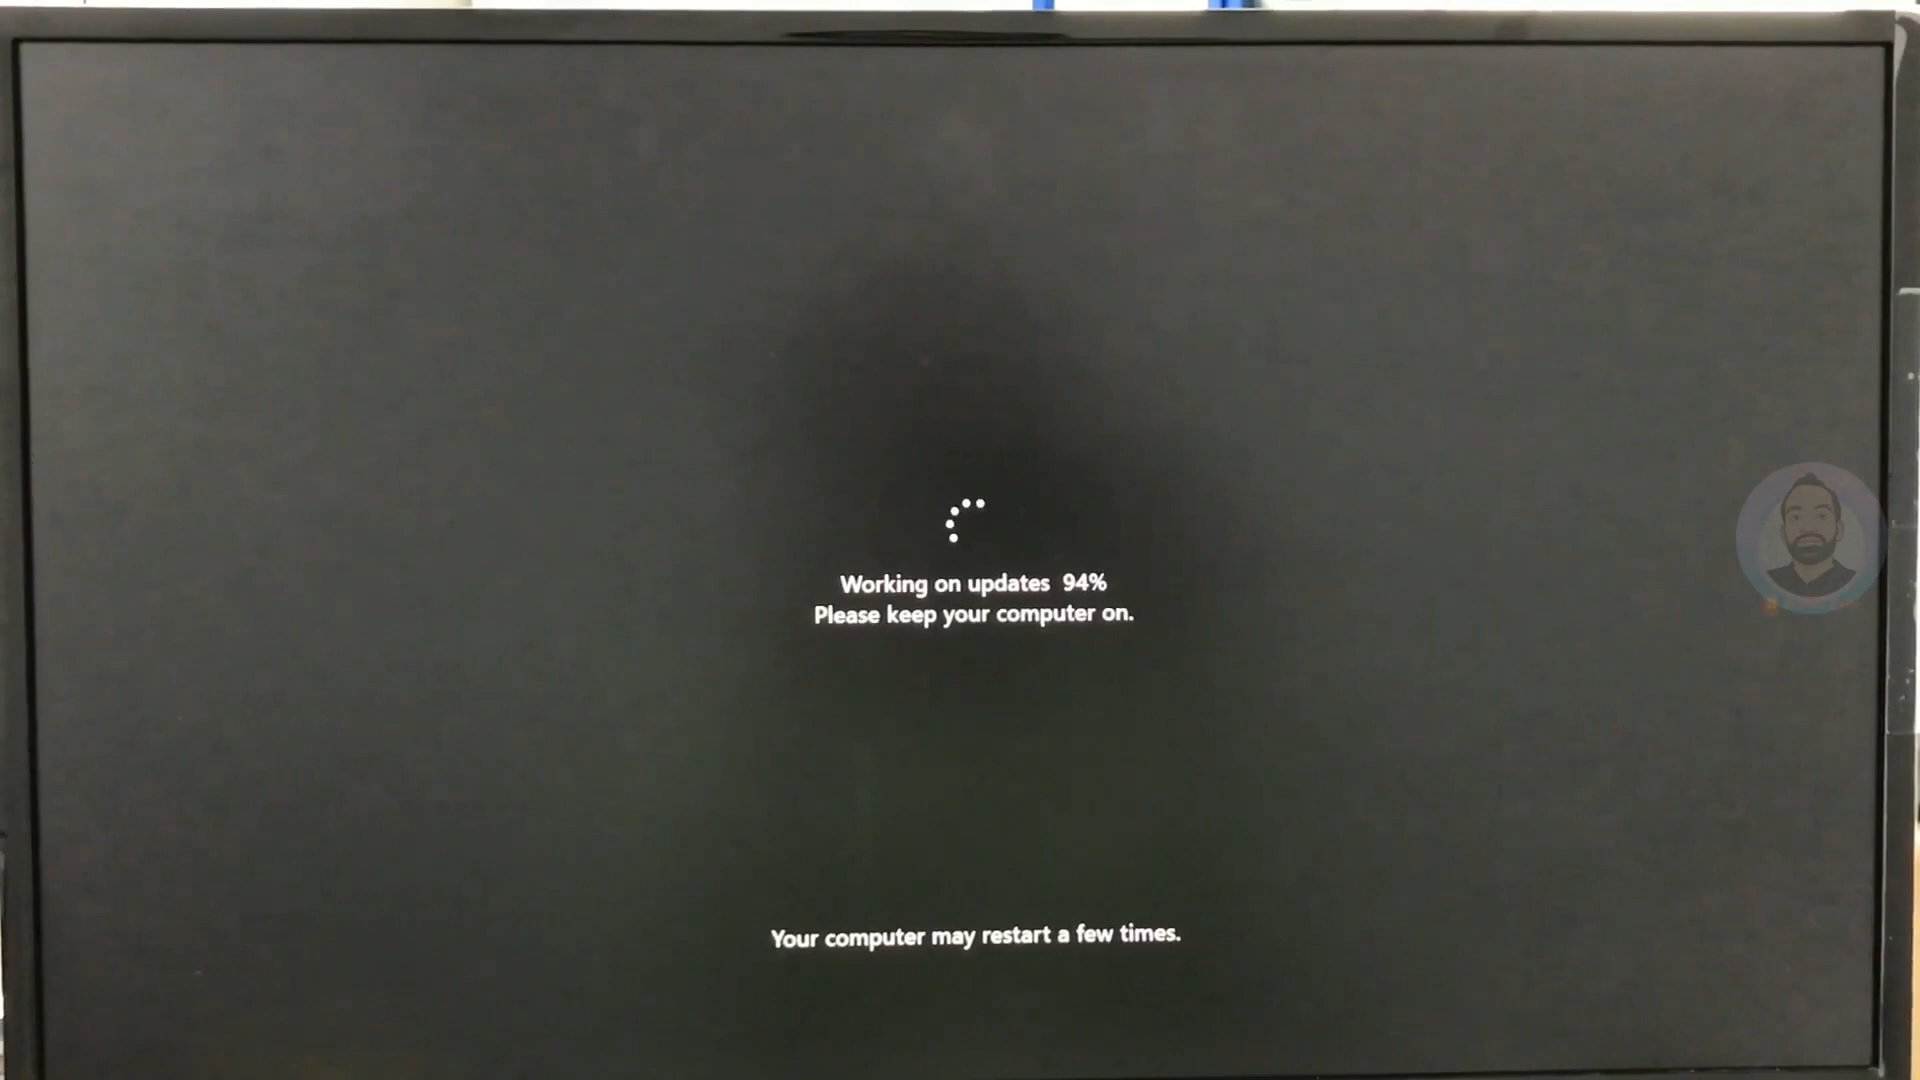 Working on updates 94%
Please keep your computer on.
Your computer may restart a few times.